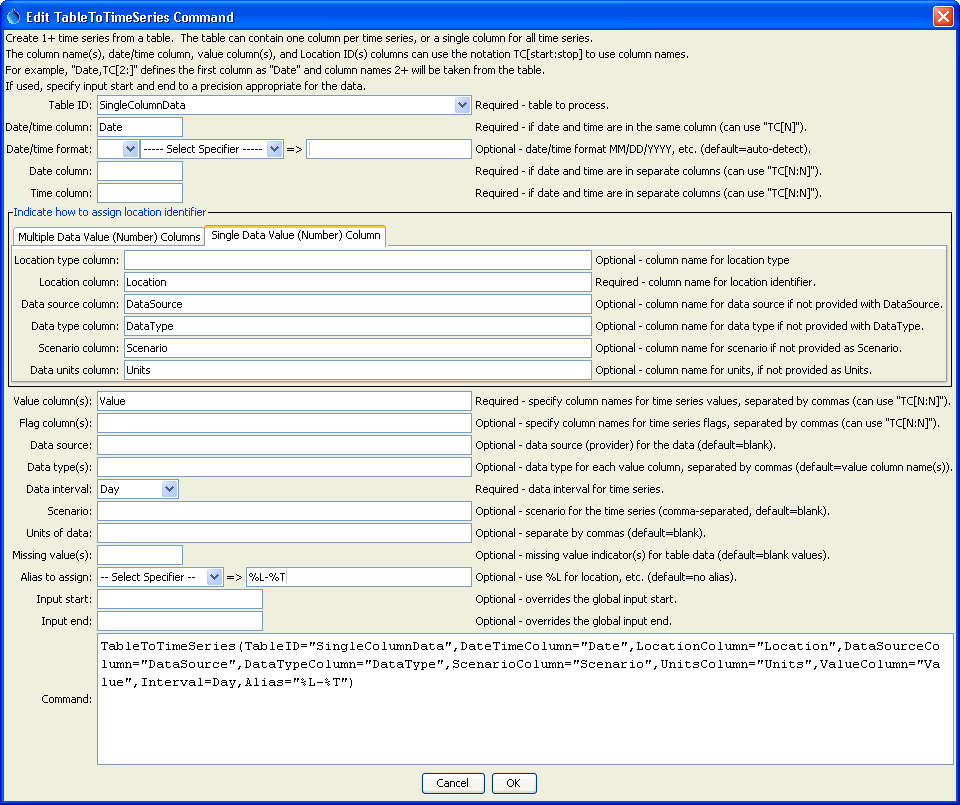 Edit TableToTimeSeries Command
Create 1+ time series from a table. The table can contain one column per time series, or a single column for all time series.
The column name(s), date/time column, value column(s), and Location ID(s) columns can use the notation TC[start:stop] to use column names.
For example, "Date,TC[2:]" defines the first column as "Date" and column names 2+ will be taken from the table.
If used, specify input start and end to a precision appropriate for the data.
Table ID: SingleColumnData Required - table to process.
Date/time column: Date Required - if date and time are in the same column (can use "TC[N]").
Date/time format: ----- Select Specifier ----- => Optional - date/time format MM/DD/YYYY, etc. (default=auto-detect).
Date column: Required - if date and time are in separate columns (can use "TC[N:N]").
Time column: Required - if date and time are in separate columns (can use "TC[N:N]").
Indicate how to assign location identifier
Multiple Data Value (Number) Columns Single Data Value (Number) Column
Location type column: Optional - column name for location type
Location column: Location Required - column name for location identifier.
Data source column: DataSource Optional - column name for data source if not provided with DataSource.
Data type column: DataType Optional - column name for data type if not provided with DataType.
Scenario column: Scenario Optional - column name for scenario if not provided as Scenario.
Data units column: Units Optional - column name for units, if not provided as Units.
Value column(s): Value Required - specify column names for time series values, separated by commas (can use "TC[N:N]").
Flag column(s): Optional - specify column names for time series flags, separated by commas (can use "TC[N:N]").
Data source: Optional - data source (provider) for the data (default=blank).
Data type(s): Optional - data type for each value column, separated by commas (default=value column name(s)).
Data interval: Day Required - data interval for time series.
Scenario: Optional - scenario for the time series (comma-separated, default=blank).
Units of data: Optional - separate by commas (default=blank).
Missing value(s): Optional - missing value indicator(s) for table data (default=blank values).
Alias to assign: -- Select Specifier -- => %L-%T Optional - use %L for location, etc. (default=no alias).
Input start: Optional - overrides the global input start.
Input end: Optional - overrides the global input end.
Command: TableToTimeSeries(TableID="SingleColumnData",DateTimeColumn="Date",LocationColumn="Location",DataSourceCo
lumn="DataSource",DataTypeColumn="DataType",ScenarioColumn="Scenario",UnitsColumn="Units",ValueColumn="Va
lue",Interval=Day,Alias="%L-%T")
Cancel OK